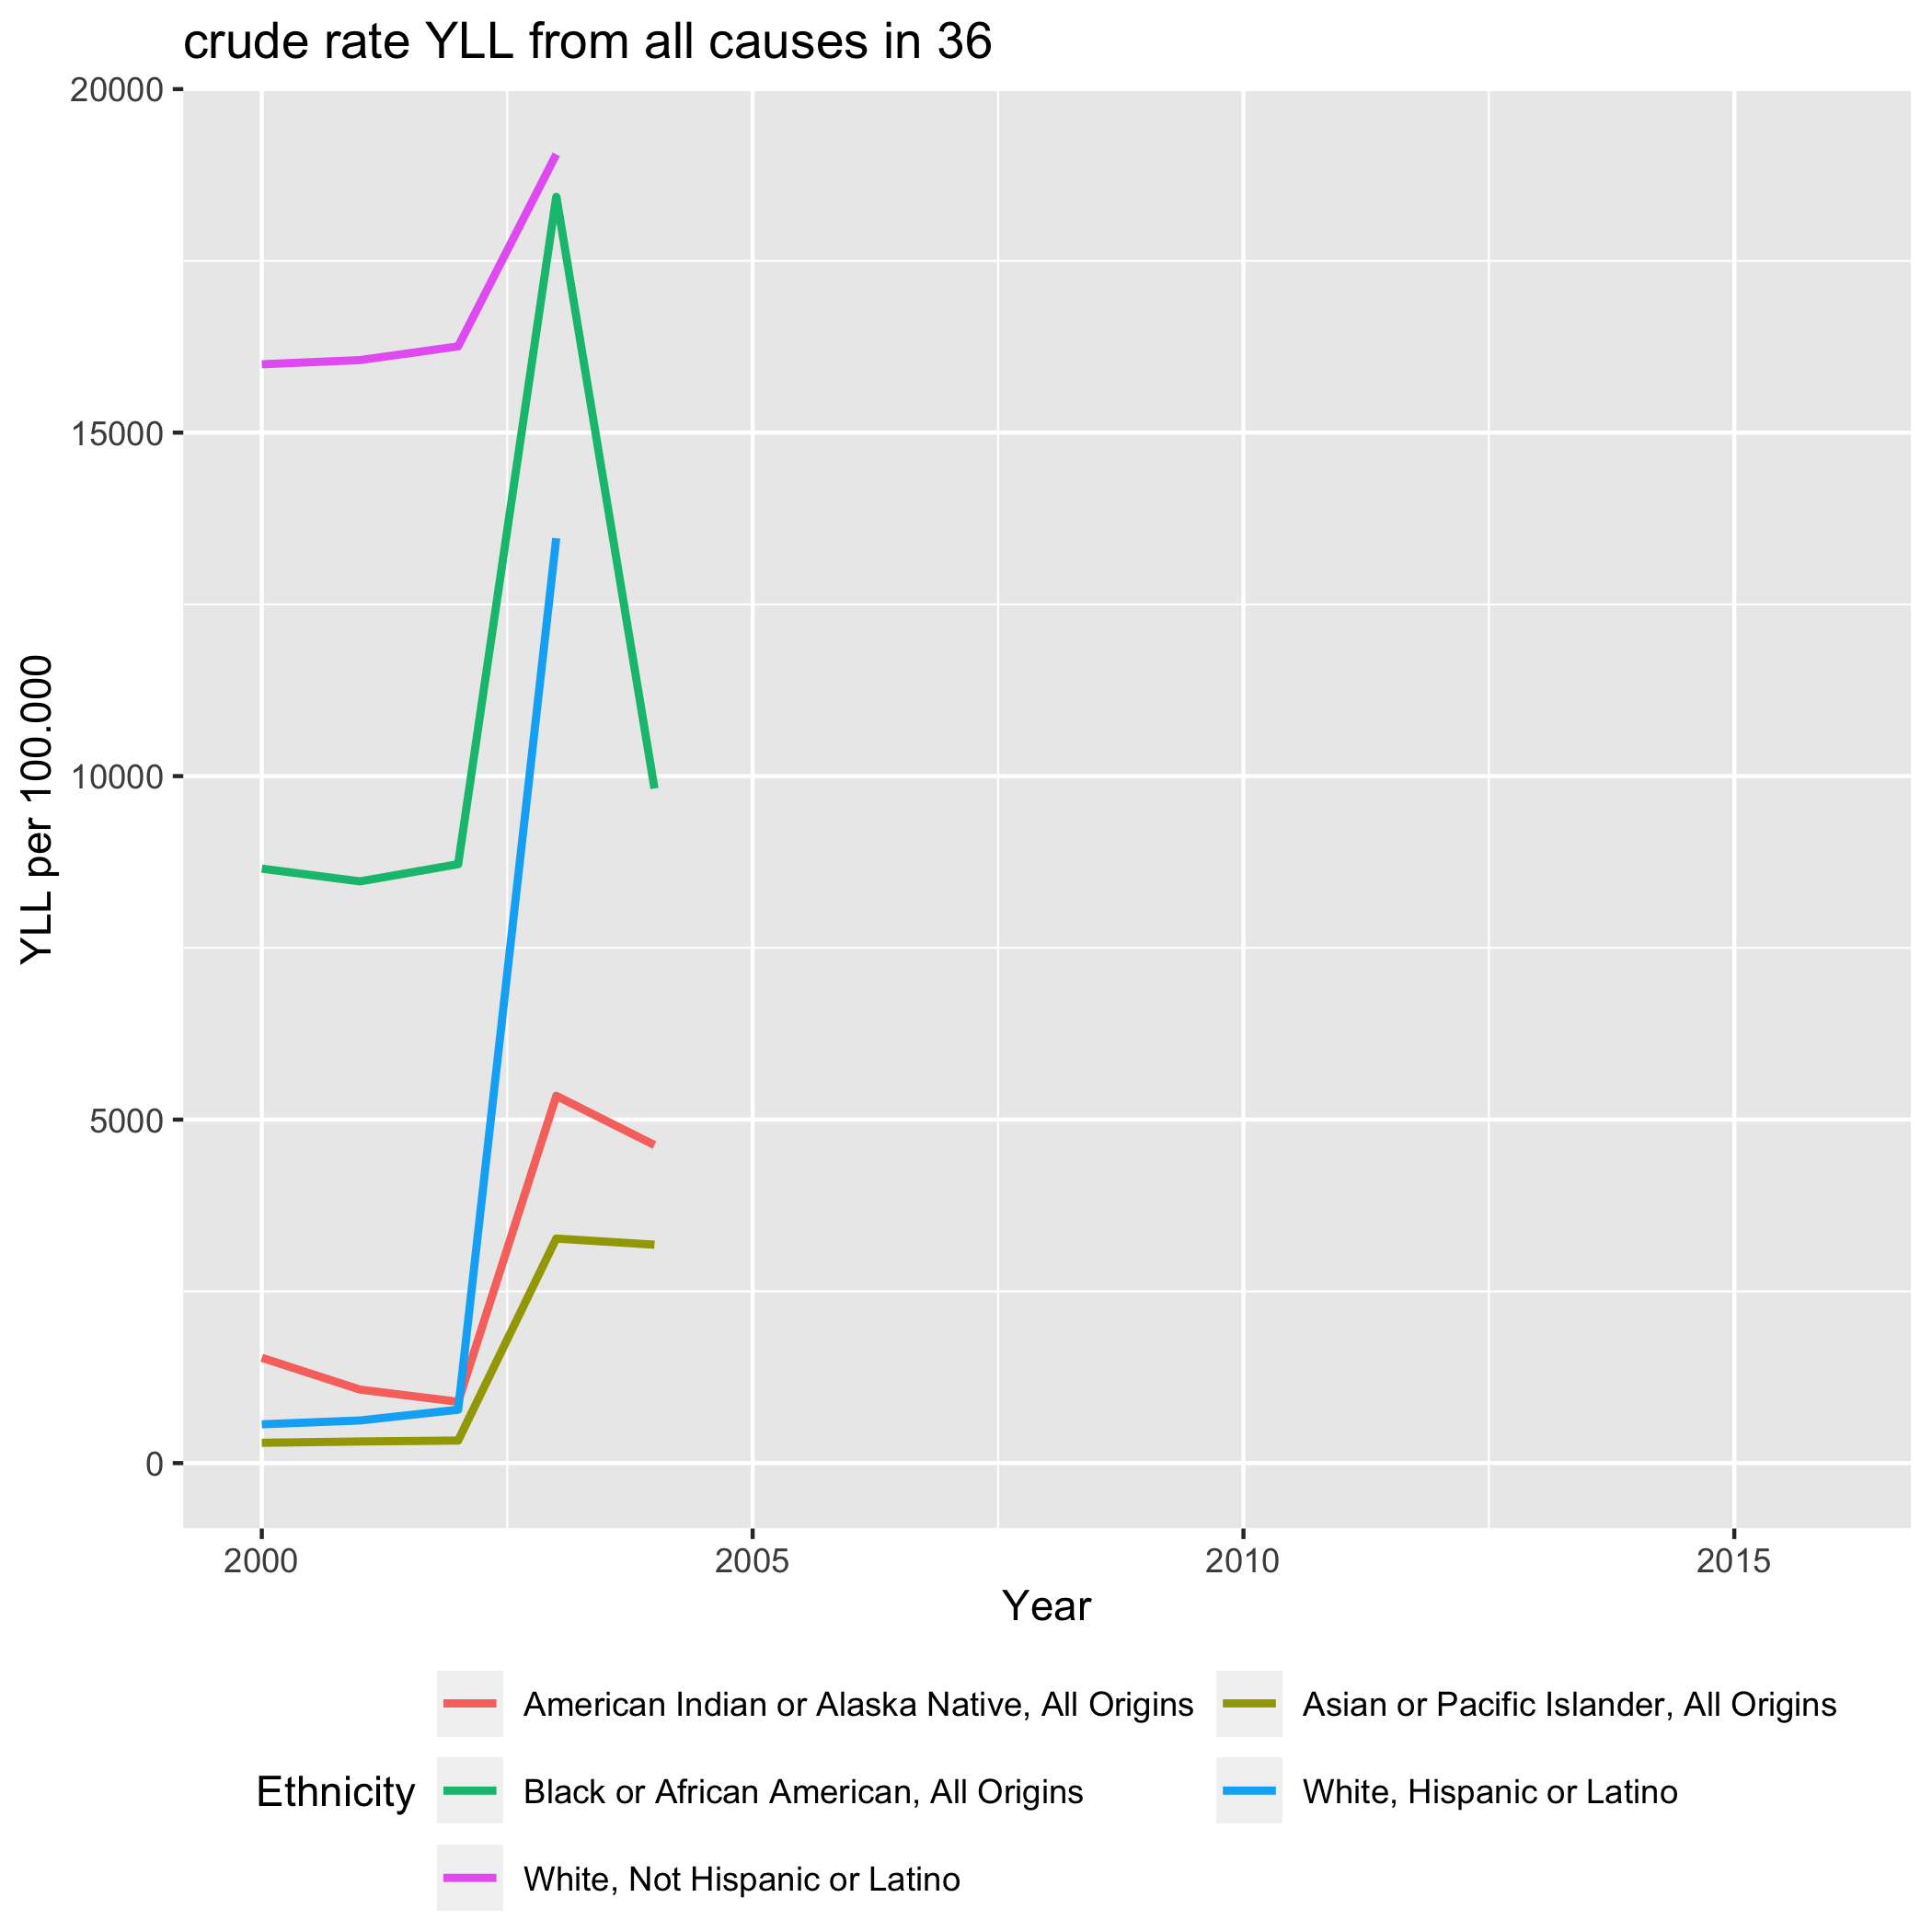 crude rate YLL from all causes in 36
20000
15000
10000
5000
0
YLL per 100.000
2000 2005 2010 2015
Year
Ethnicity
American Indian or Alaska Native, All Origins
Asian or Pacific Islander, All Origins
Black or African American, All Origins
White, Hispanic or Latino
White, Not Hispanic or Latino